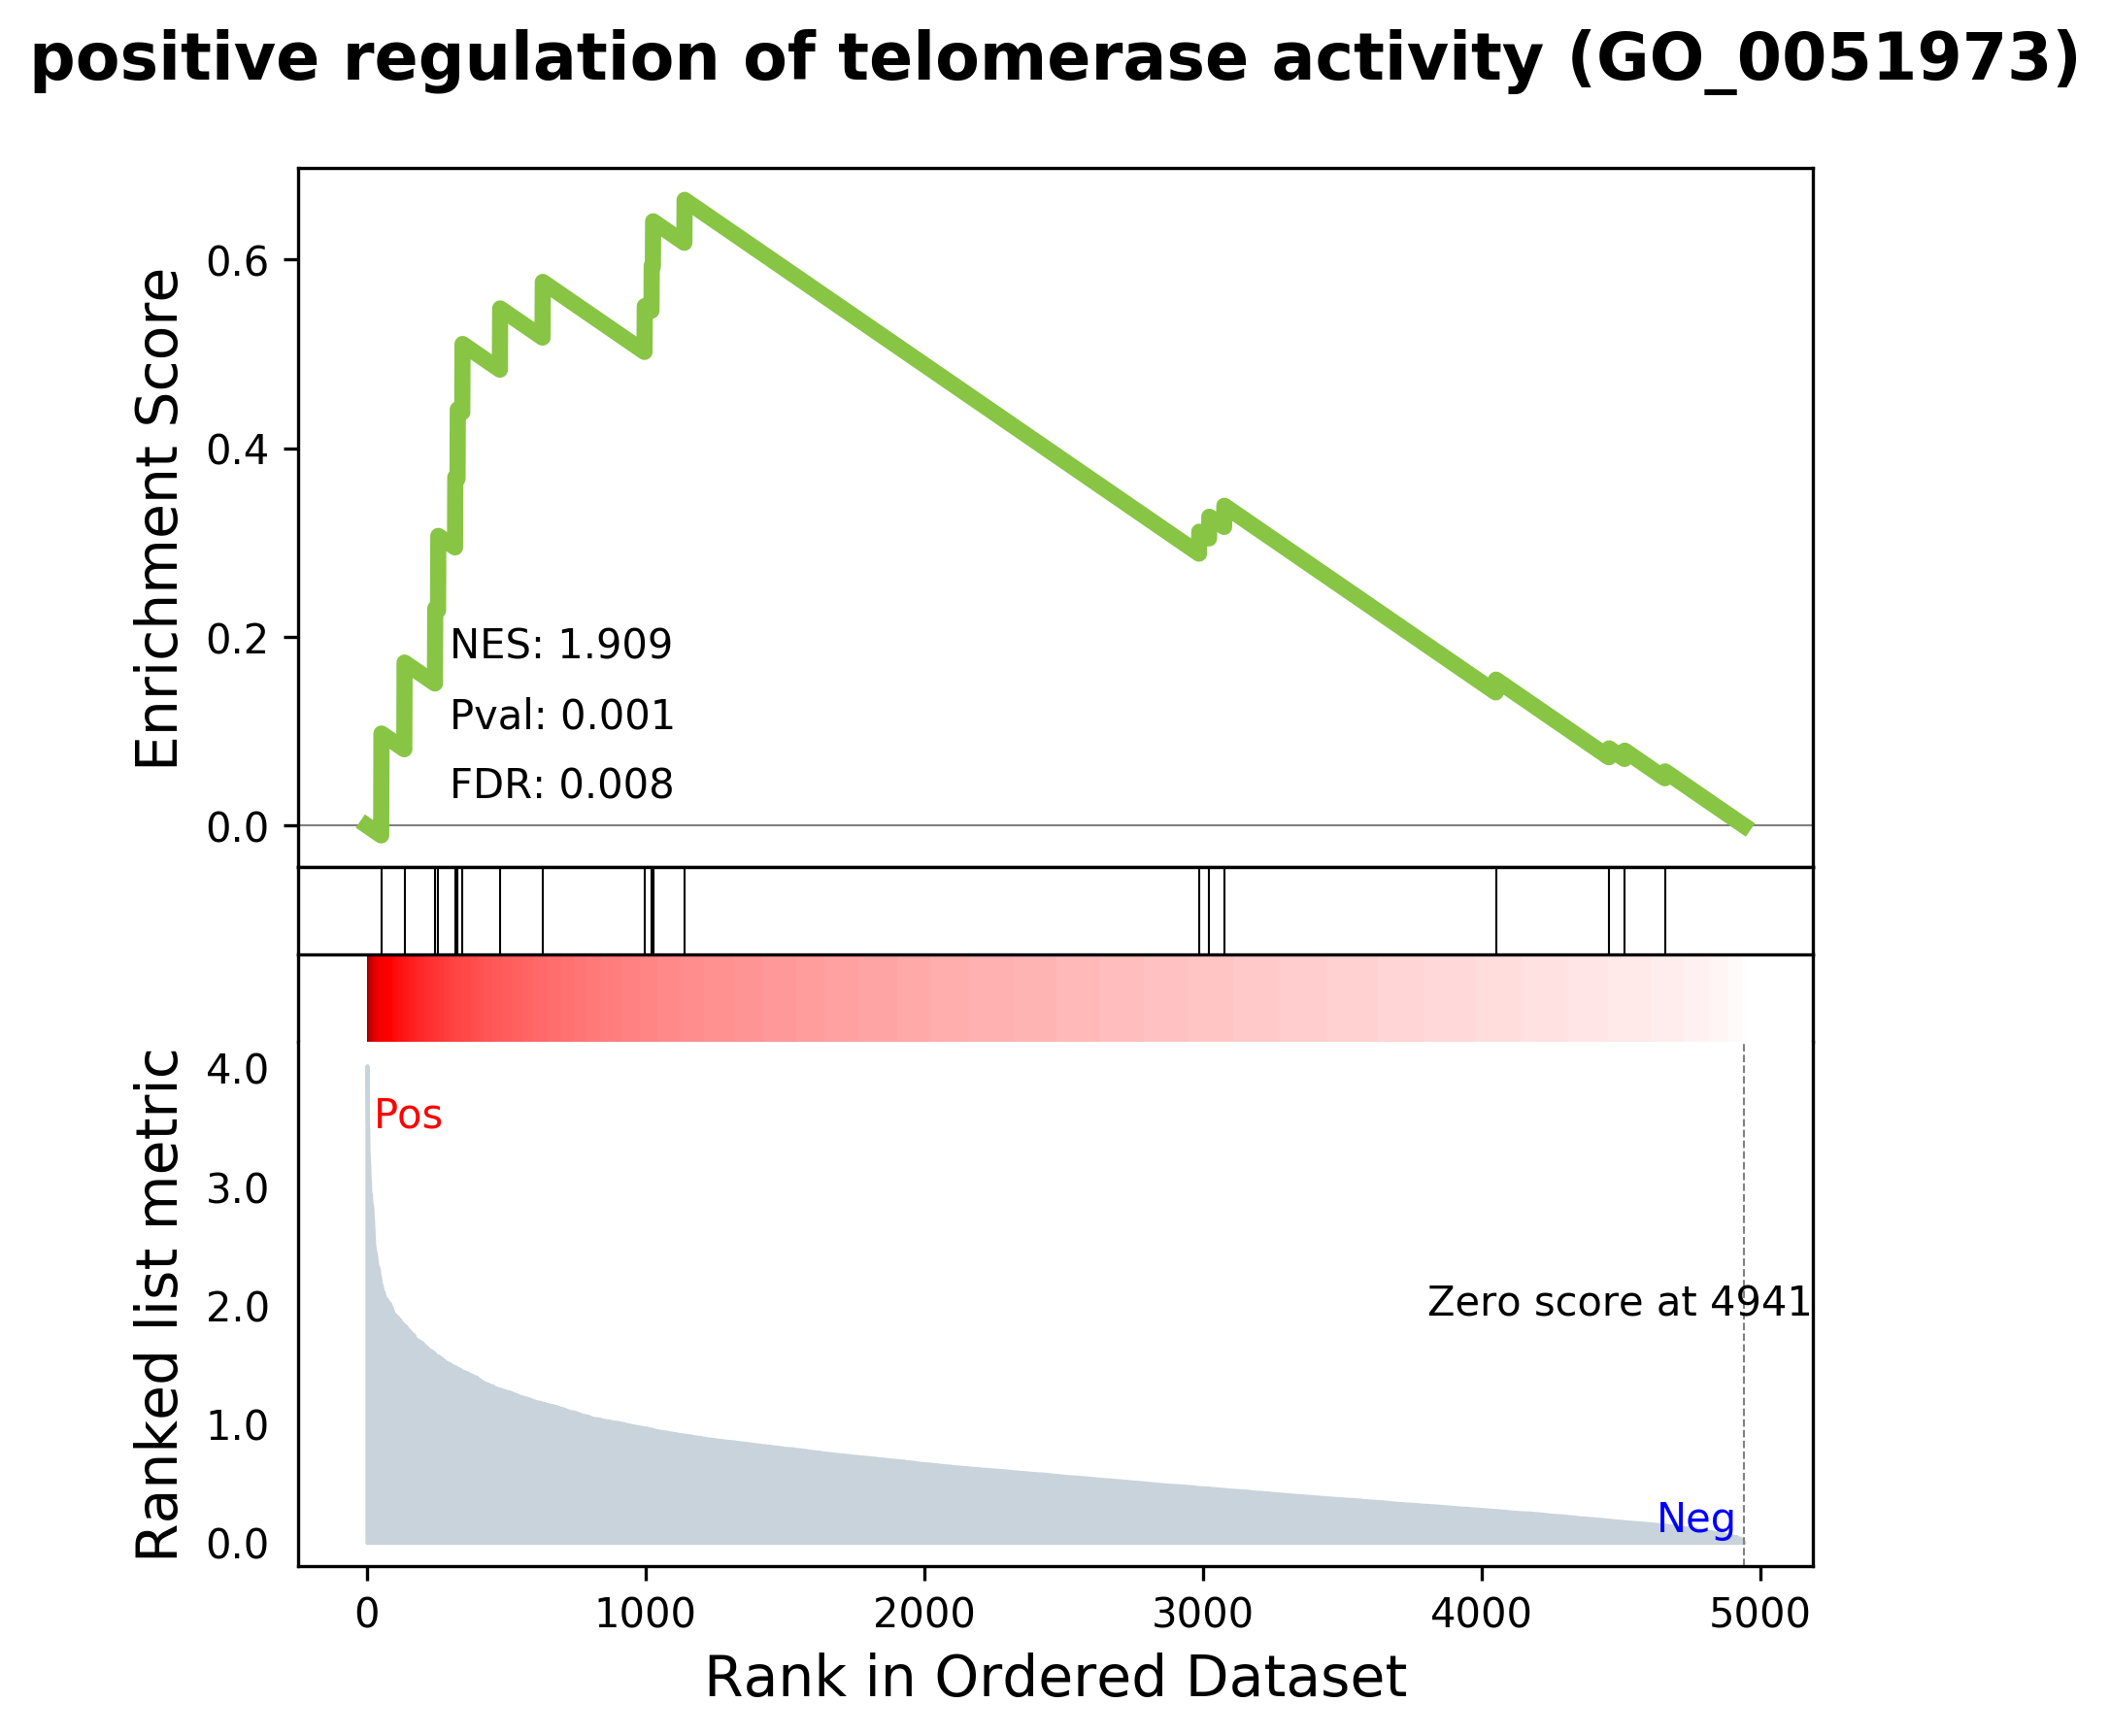 positive regulation of telomerase activity (GO_0051973)
Enrichment Score
0.6
0.4
0.2
0.0
NES: 1.909
Pval: 0.001
FDR: 0.008
Ranked list metric
4.0
3.0
2.0
1.0
0.0
Pos
Zero score at 4941
Neg
0 1000 2000 3000 4000 5000
Rank in Ordered Dataset